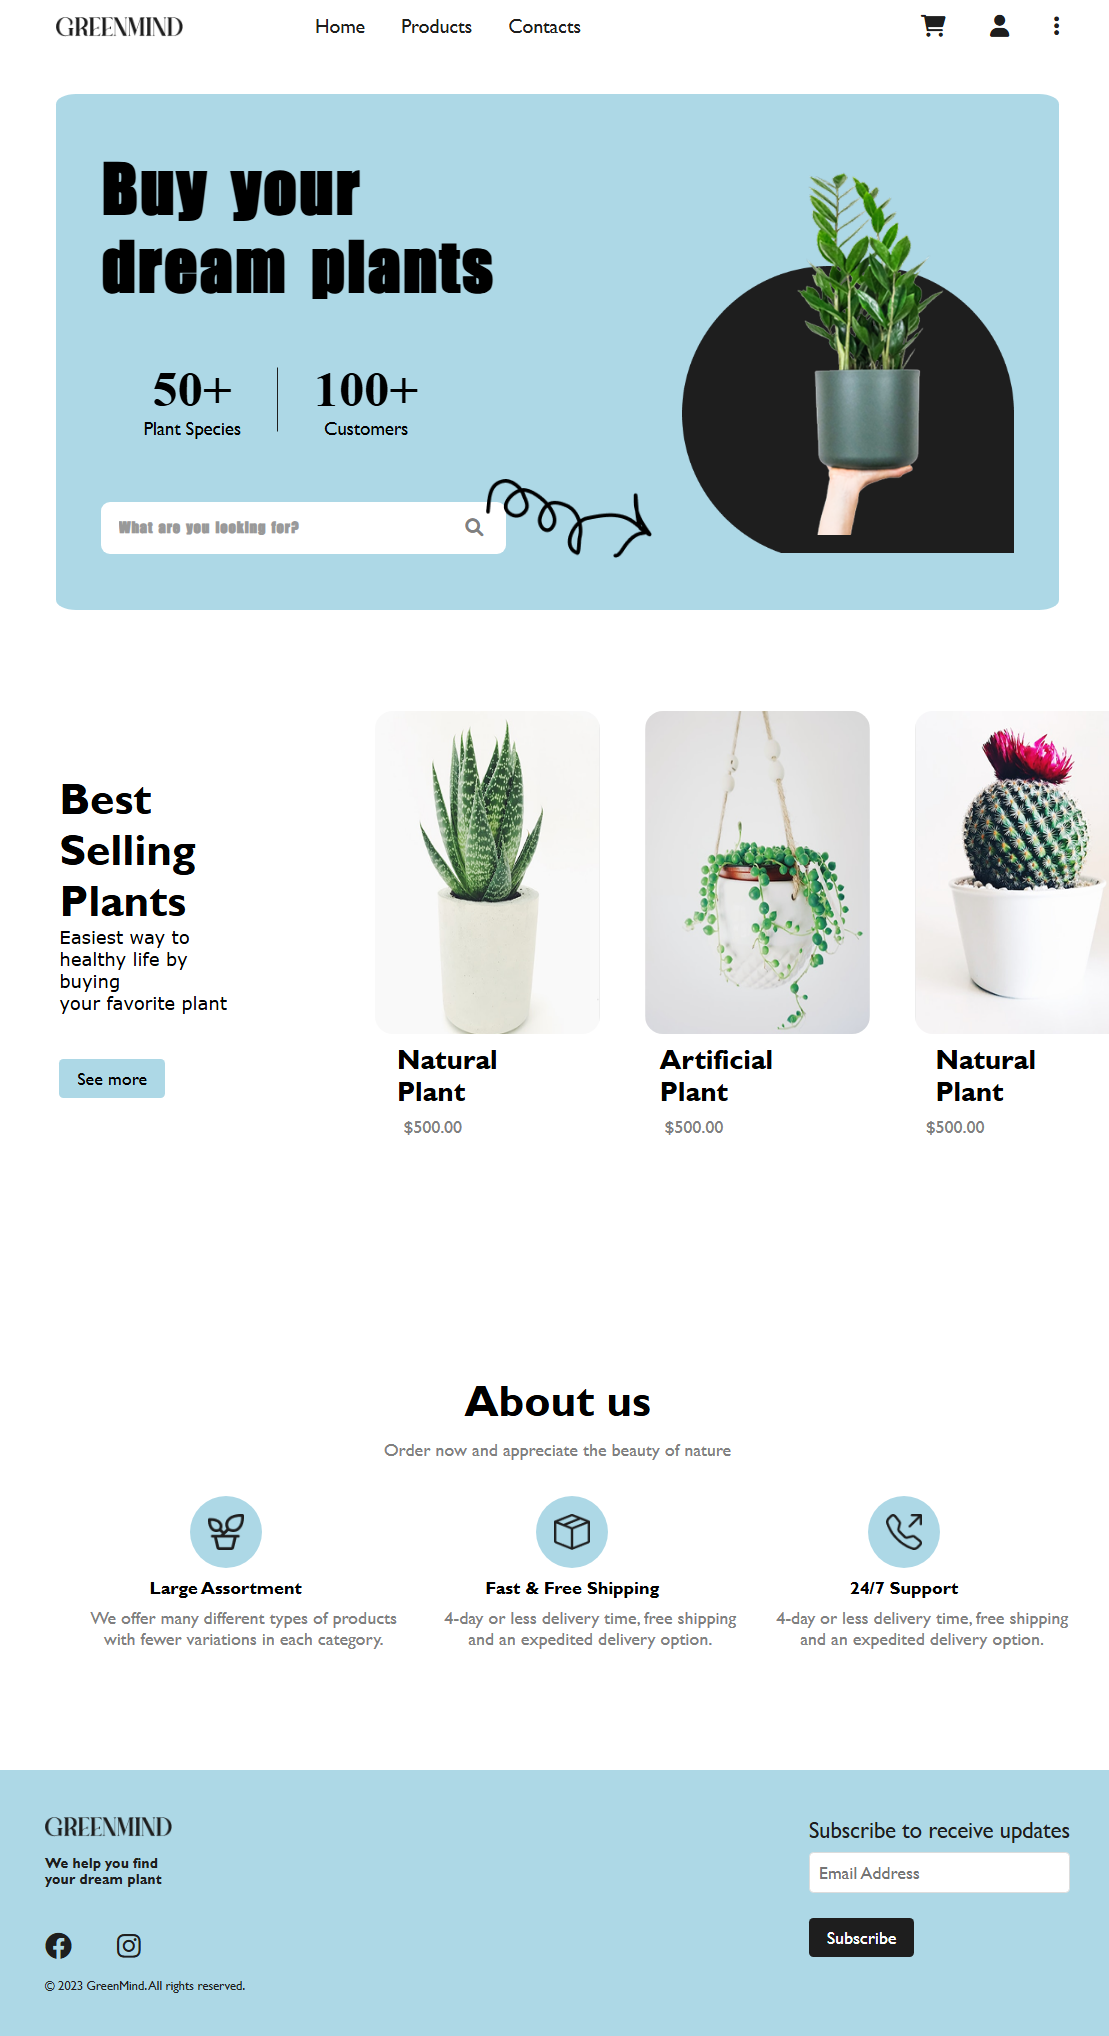 GREENMIND
Home Products Contacts
Buy your
dream plants
50+ 100+
Plant Species Customers
What are you looking for?
Best
Selling
Plants
Easiest way to
healthy life by
buying
your favorite plant
See more
Natural
Plant
$500.00
Artificial
Plant
$500.00
Natural
Plant
$500.00
About us
Order now and appreciate the beauty of nature
Large Assortment
We offer many different types of products
with fewer variations in each category.
Fast & Free Shipping
4-day or less delivery time, free shipping
and an expedited delivery option.
24/7 Support
4-day or less delivery time, free shipping
and an expedited delivery option.
GREENMIND
We help you find
your dream plant
© 2023 GreenMind. All rights reserved.
Subscribe to receive updates
Email Address
Subscribe